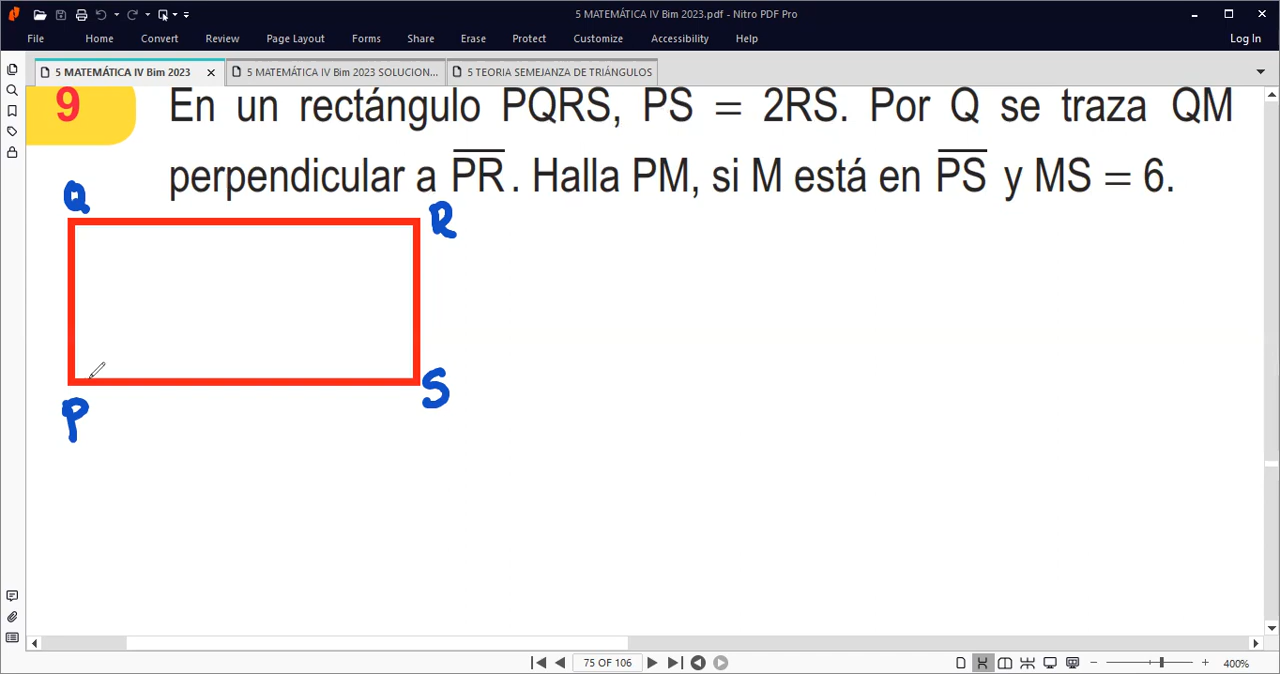 5 MATEMÁTICA IV Bim 2023.pdf - Nitro PDF Pro
File Home Convert Review Page Layout Forms Share Erase Protect Customize Accessibility Help Log In
5 MATEMÁTICA IV Bim 2023 5 MATEMÁTICA IV Bim 2023 SOLUCION... 5 TEORIA SEMEJANZA DE TRIÁNGULOS
9 En un rectángulo PQRS, PS = 2RS. Por Q se traza QM
perpendicular a PR. Halla PM, si M está en PS y MS = 6.
Q
R
S
P
75 OF 106 400%